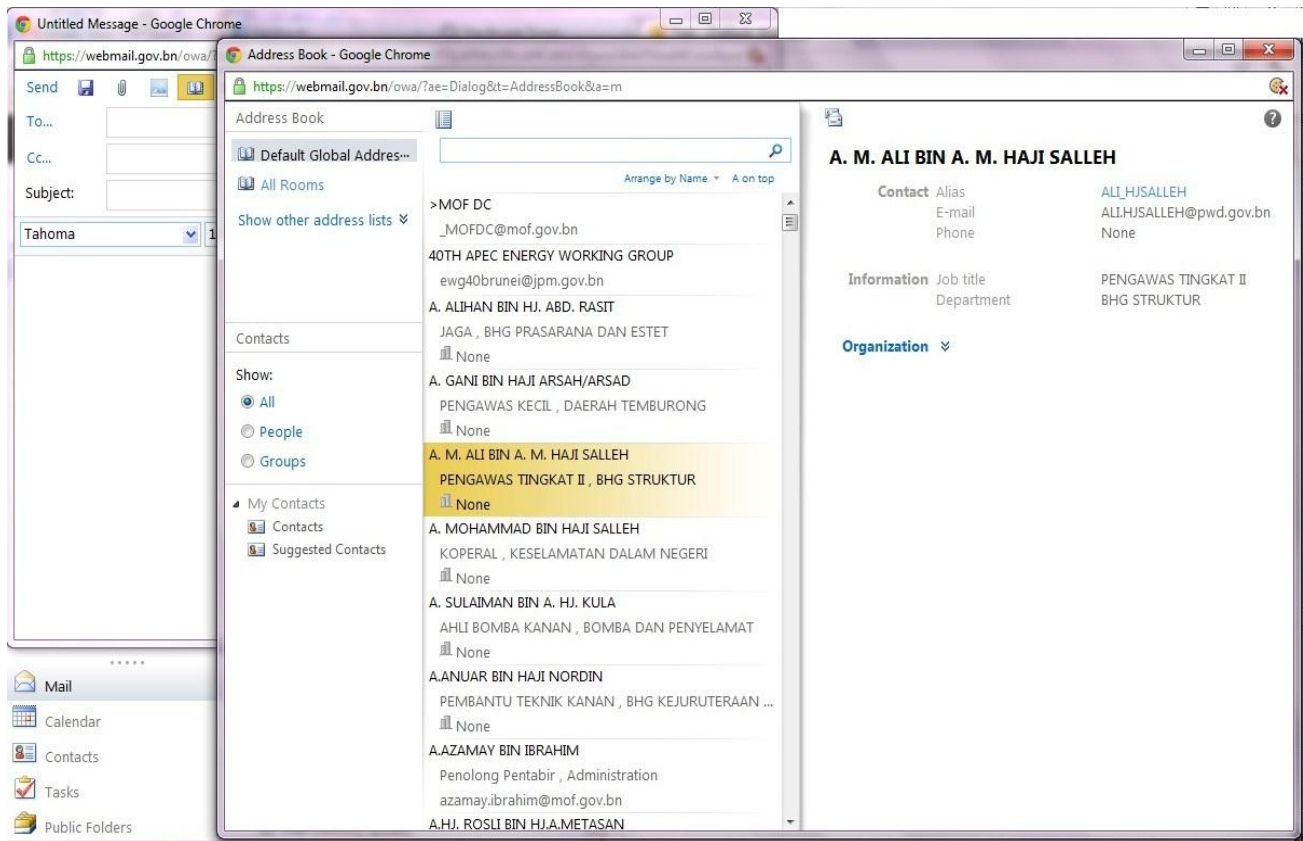 Untitled Message - Google Chrome
https://webmail.gov.bn/owa/
Send
To...
Cc...
Subject:
Tahoma
1
Mail
Calendar
Contacts
Tasks
Public Folders
Address Book - Google Chrome
https://webmail.gov.bn/owa/?ae=Dialog&t=AddressBook&a=m
Address Book
Default Global Addres...
All Rooms
Show other address lists
Contacts
Show:
All
People
Groups
My Contacts
Contacts
Suggested Contacts
Arrange by Name A on top
>MOF DC
_MOFDC@mof.gov.bn
40TH APEC ENERGY WORKING GROUP
ewg40brunei@jpm.gov.bn
A. ALIHAN BIN HJ. ABD. RASIT
JAGA , BHG PRASARANA DAN ESTET
None
A. GANI BIN HAJI ARSAH/ARSAD
PENGAWAS KECIL , DAERAH TEMBURONG
None
A. M. ALI BIN A. M. HAJI SALLEH
PENGAWAS TINGKAT II , BHG STRUKTUR
None
A. MOHAMMAD BIN HAJI SALLEH
KOPERAL , KESELAMATAN DALAM NEGERI
None
A. SULAIMAN BIN A. HJ. KULA
AHLI BOMBA KANAN , BOMBA DAN PENYELAMAT
None
A.ANUAR BIN HAJI NORDIN
PEMBANTU TEKNIK KANAN , BHG KEJURUTERAAN ...
None
A.AZAMAY BIN IBRAHIM
Penolong Pentabir , Administration
azamay.ibrahim@mof.gov.bn
A.HJ. ROSLI BIN HJ.A.METASAN
A. M. ALI BIN A. M. HAJI SALLEH
Contact Alias ALI_HJSALLEH
E-mail ALI.HJSALLEH@pwd.gov.bn
Phone None
Information Job title PENGAWAS TINGKAT II
Department BHG STRUKTUR
Organization